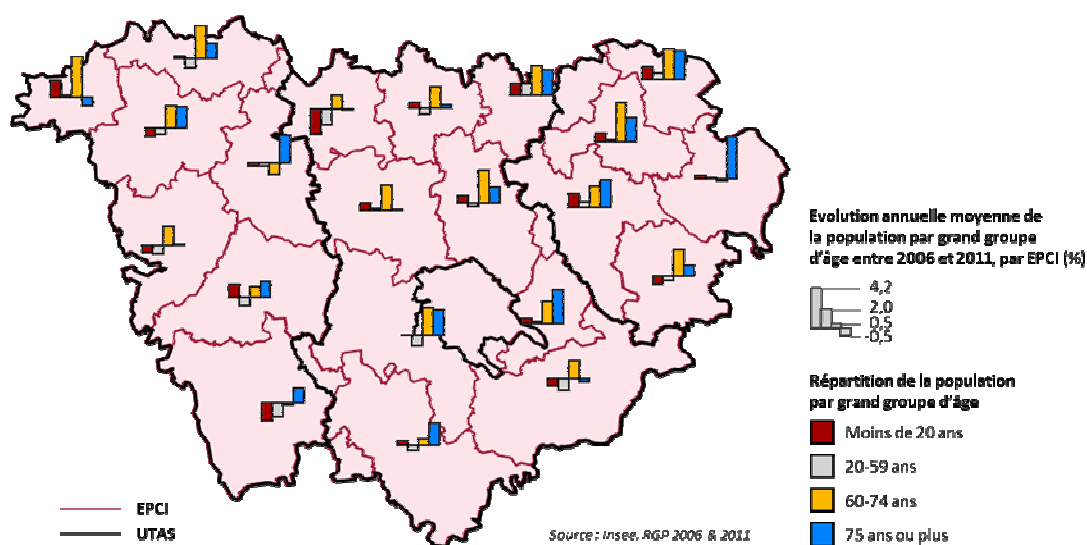 Evolution annuelle moyenne de
la population par grand groupe
d'âge entre 2006 et 2011, par EPCI (%)
4,2
2,0
0,5
-0,5
Répartition de la population
par grand groupe d'âge
Moins de 20 ans
20-59 ans
60-74 ans
75 ans ou plus
EPCI
UTAS
Source : Insee, RGP 2006 & 2011